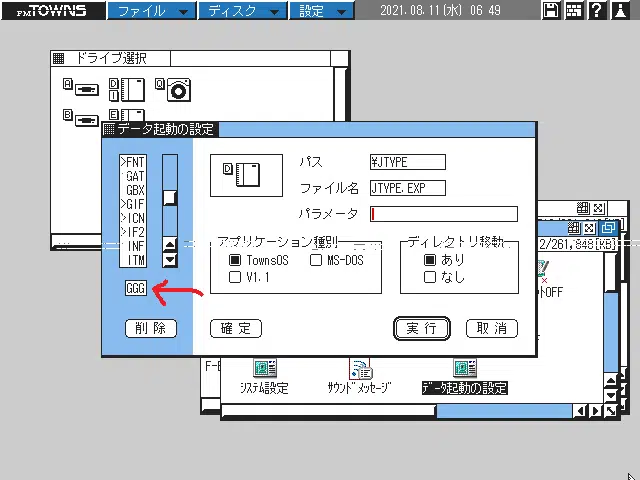 FM TOWNS ファイル ディスク 設定 2021.08.11(水) 06 49
ドライブ選択
A D I Q
B E
データ起動の設定
>FNT
GAT
GBX
>GIF
>ICN
>IF2
INF
ITM
GGG
削除
D
パス ¥JTYPE
ファイル名 JTYPE.EXP
パラメータ
アプリケーション種別
TownsOS MS-DOS
V1.1
ディレクトリ移動
あり
なし
確定 実行 取消
2/261,848[KB]
ットOFF
システム設定 サウンドメッセージ データ起動の設定